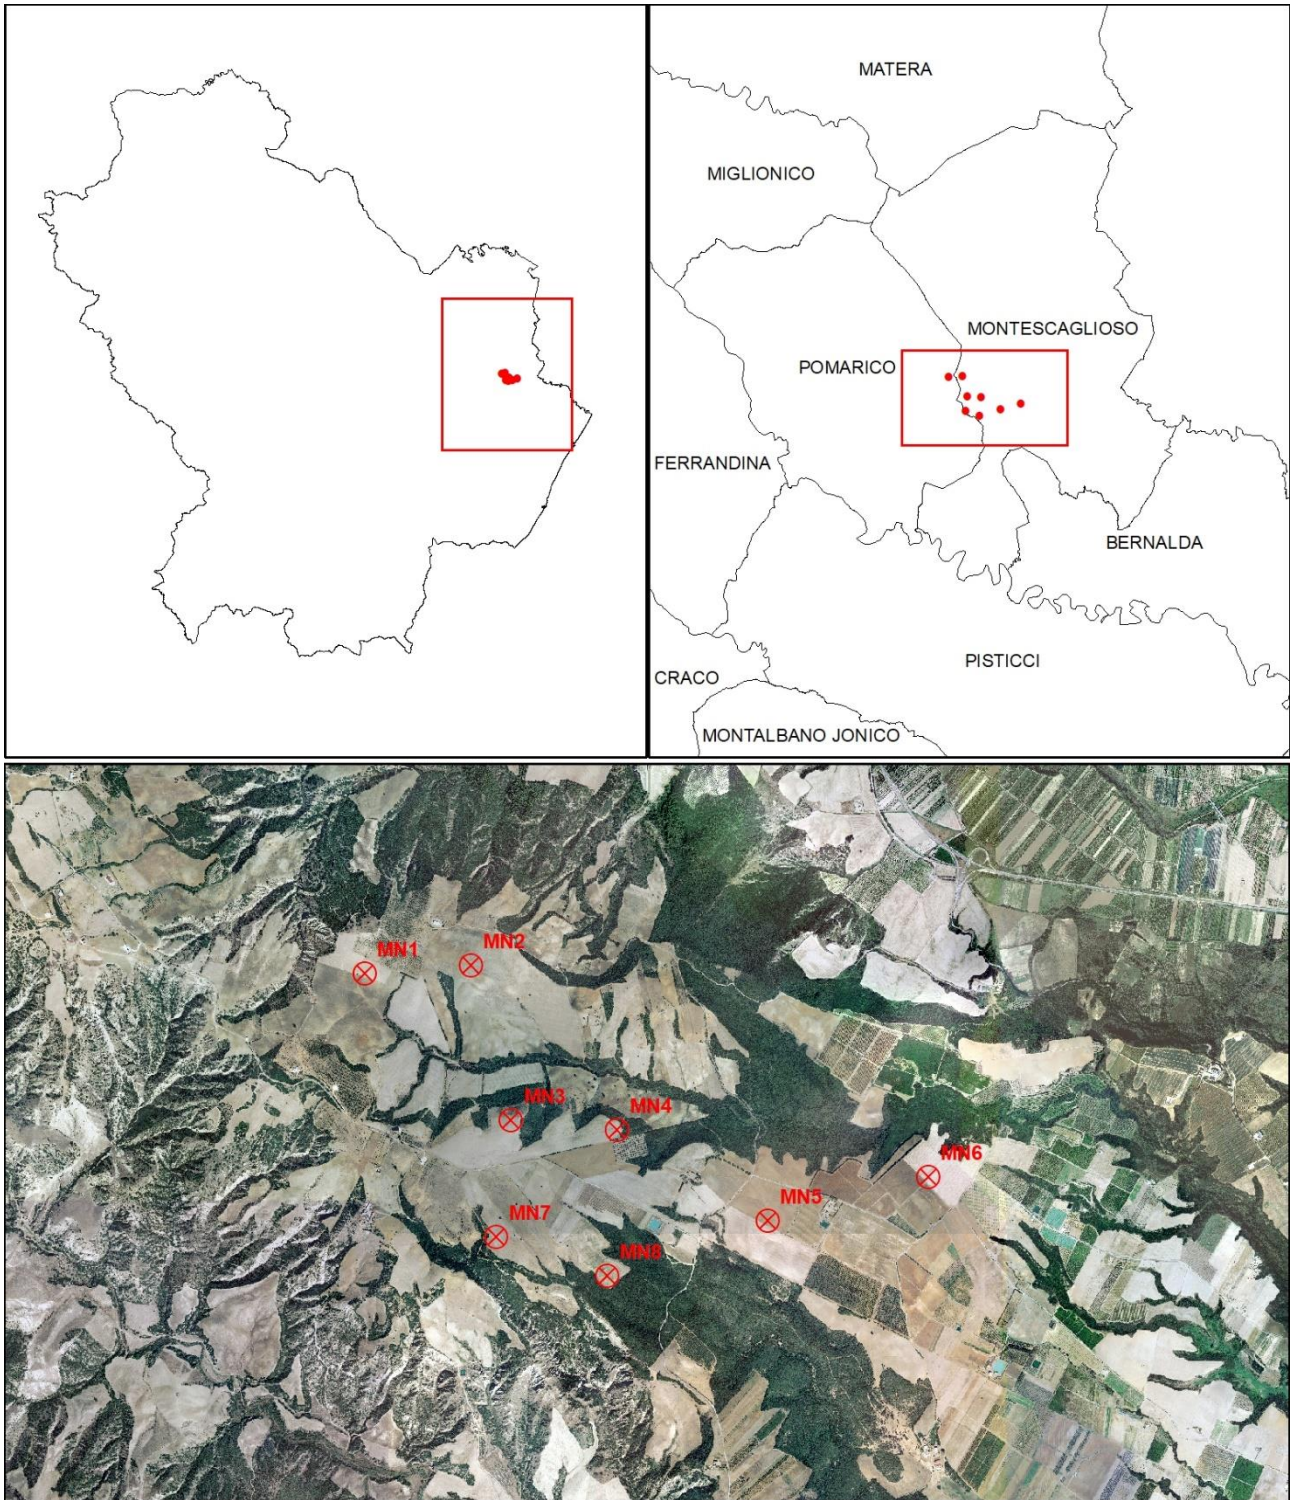 MATERA
MIGLIONICO
MONTESCAGLIOSO
POMARICO
FERRANDINA
BERNALDA
PISTICCI
CRACO
MONTALBANO JONICO
MN1
MN2
MN3
MN4
MN6
MN5
MN7
MN8